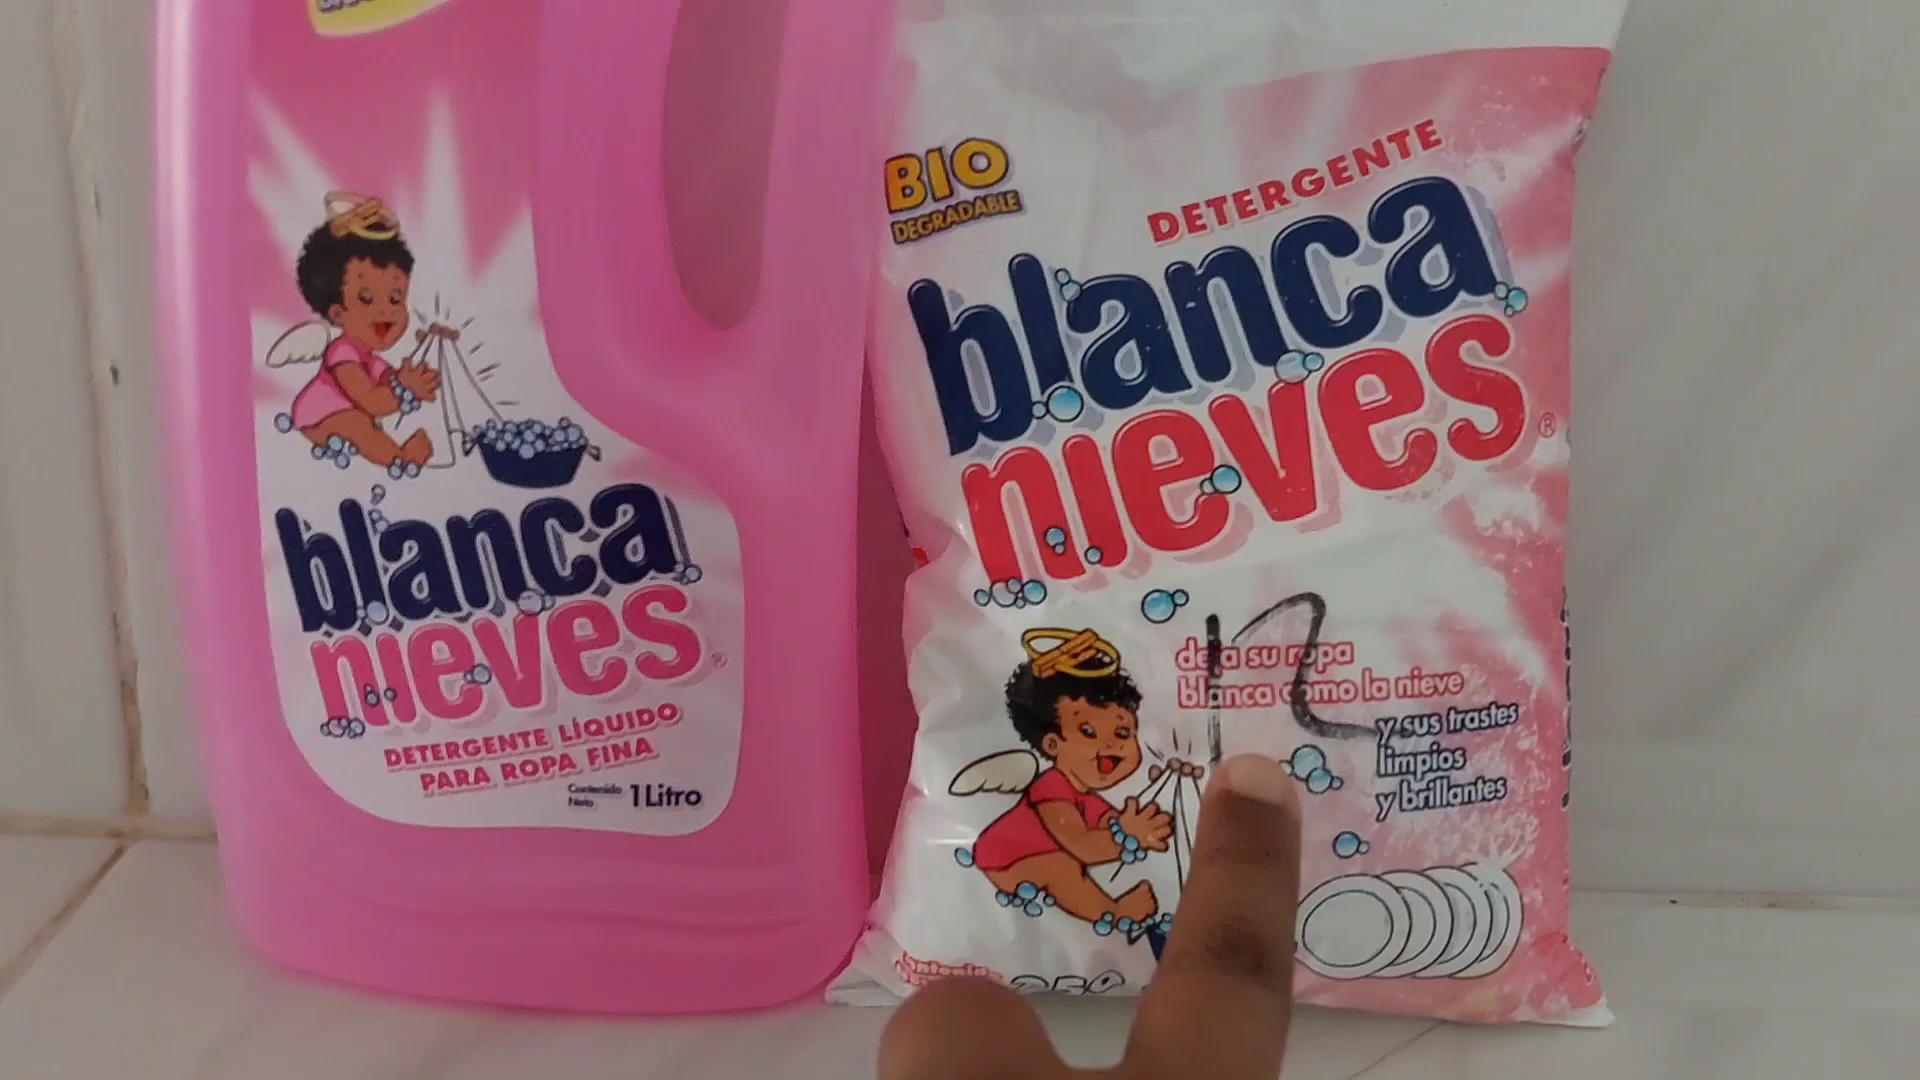 blanca
nieves
®
DETERGENTE LÍQUIDO
PARA ROPA FINA
Contenido
Neto
1 Litro
BIO
DEGRADABLE
DETERGENTE
blanca
nieves
®
deja su ropa
blanca como la nieve
y sus trastes
limpios
y brillantes
12